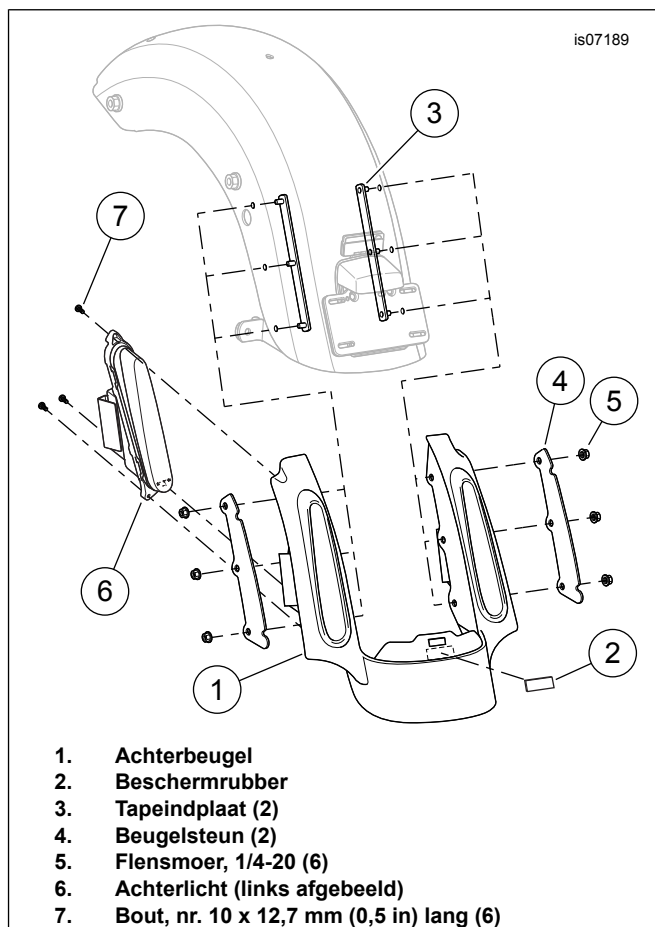 is07189
3
7
4
5
6
1
2
1. Achterbeugel
2. Beschermrubber
3. Tapeindplaat (2)
4. Beugelsteun (2)
5. Flensmoer, 1/4-20 (6)
6. Achterlicht (links afgebeeld)
7. Bout, nr. 10 x 12,7 mm (0,5 in) lang (6)